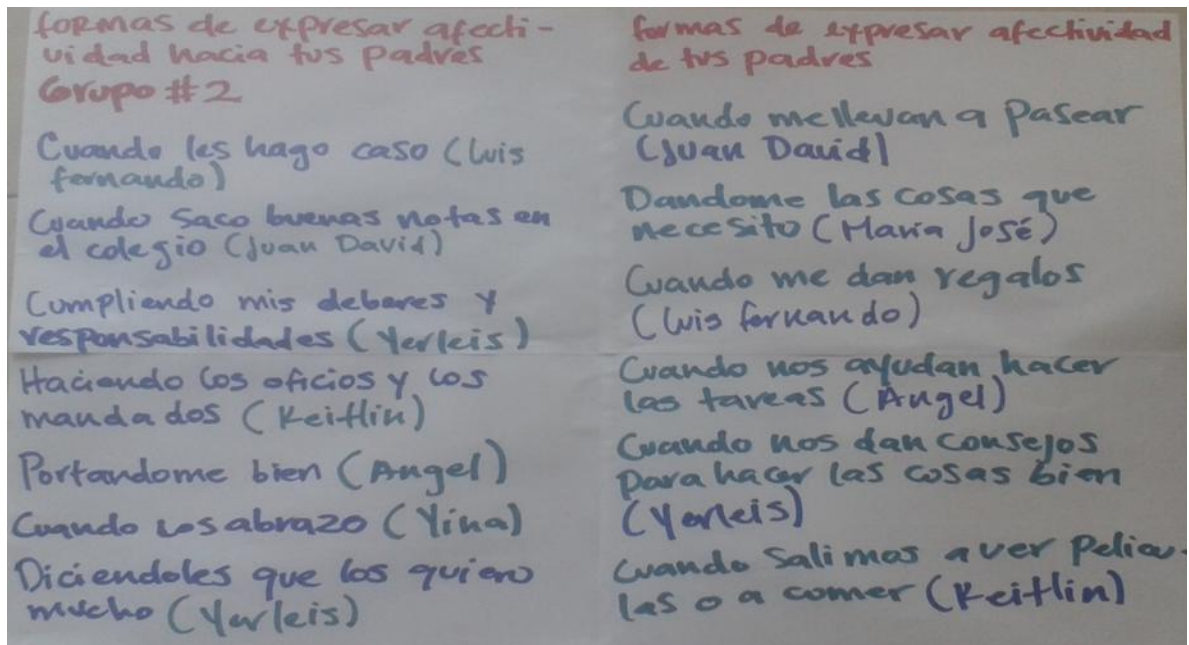 formas de expresar afecti-
vidad hacia tus padres
Grupo #2
Cuando les hago caso (Luis
fernando)
Cuando Saco buenas notas en
el colegio (Juan David)
Cumpliendo mis deberes y
responsabilidades (Yerleis)
Haciendo los oficios y los
mandados (Keitlin)
Portandome bien (Angel)
Cuando los abrazo (Yina)
Diciendoles que los quiero
mucho (Yerleis)
formas de expresar afectividad
de tus padres
Cuando me llevan a Pasear
(Juan David)
Dandome las cosas que
necesito (Maria José)
Cuando me dan regalos
(Luis fernando)
Cuando nos ayudan hacer
las tareas (Angel)
Cuando nos dan consejos
para hacer las cosas bien
(Yerleis)
Cuando Salimos a ver Pelicu-
las o a comer (Keitlin)